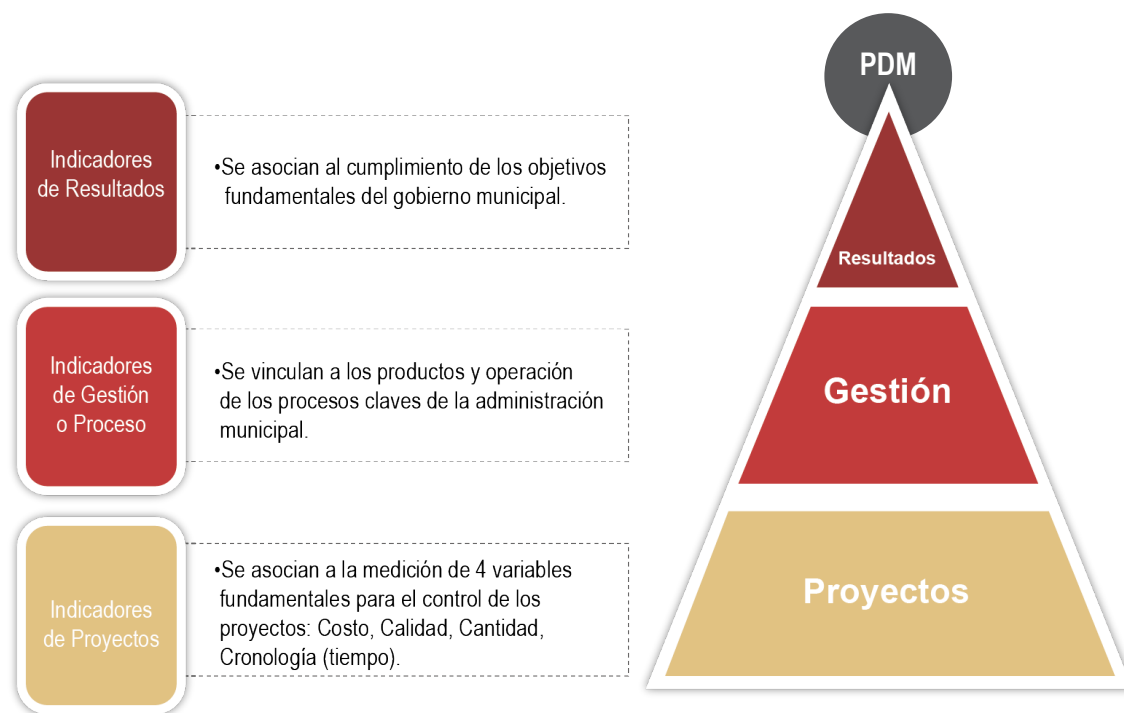 Indicadores
de Resultados
•Se asocian al cumplimiento de los objetivos
fundamentales del gobierno municipal.
Indicadores
de Gestión
o Proceso
•Se vinculan a los productos y operación
de los procesos claves de la administración
municipal.
Indicadores
de Proyectos
•Se asocian a la medición de 4 variables
fundamentales para el control de los
proyectos: Costo, Calidad, Cantidad,
Cronología (tiempo).
PDM
Resultados
Gestión
Proyectos